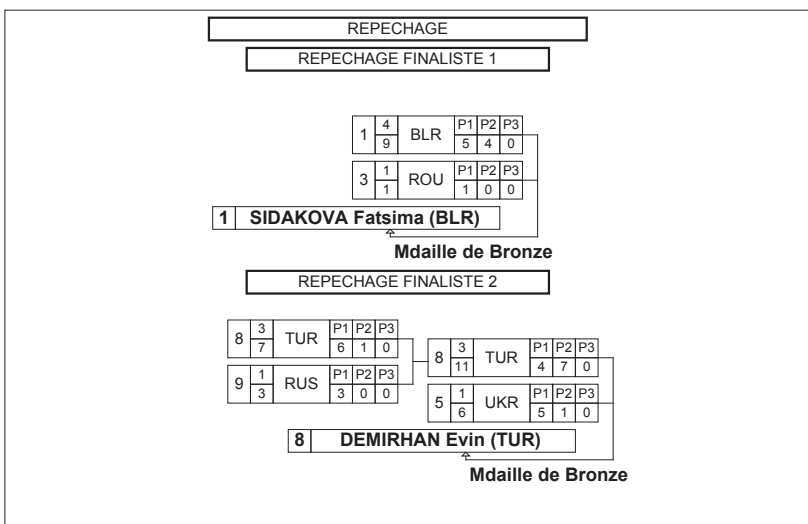 REPECHAGE
REPECHAGE FINALISTE 1
1 4 9 BLR P1 P2 P3 5 4 0
3 1 1 ROU P1 P2 P3 1 0 0
1 SIDAKOVA Fatsima (BLR)
Mdaille de Bronze
REPECHAGE FINALISTE 2
8 3 7 TUR P1 P2 P3 6 1 0
9 1 3 RUS P1 P2 P3 3 0 0
8 3 11 TUR P1 P2 P3 4 7 0
5 1 6 UKR P1 P2 P3 5 1 0
8 DEMIRHAN Evin (TUR)
Mdaille de Bronze